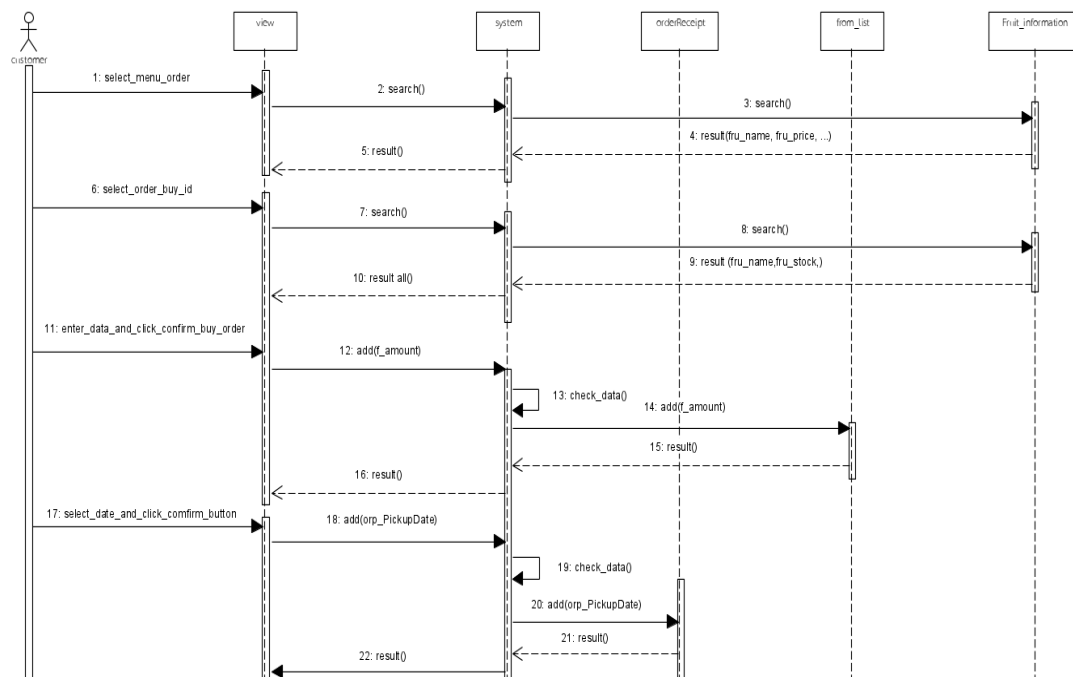 view
system
orderReceipt
from_list
Fruit_information
customer
1: select_menu_order
2: search()
3: search()
4: result(fru_name, fru_price, ...)
5: result()
6: select_order_buy_id
7: search()
8: search()
9: result (fru_name,fru_stock,)
10: result all()
11: enter_data_and_click_confirm_buy_order
12: add(f_amount)
13: check_data()
14: add(f_amount)
15: result()
16: result()
17: select_date_and_click_comfirm_button
18: add(orp_PickupDate)
19: check_data()
20: add(orp_PickupDate)
21: result()
22: result()